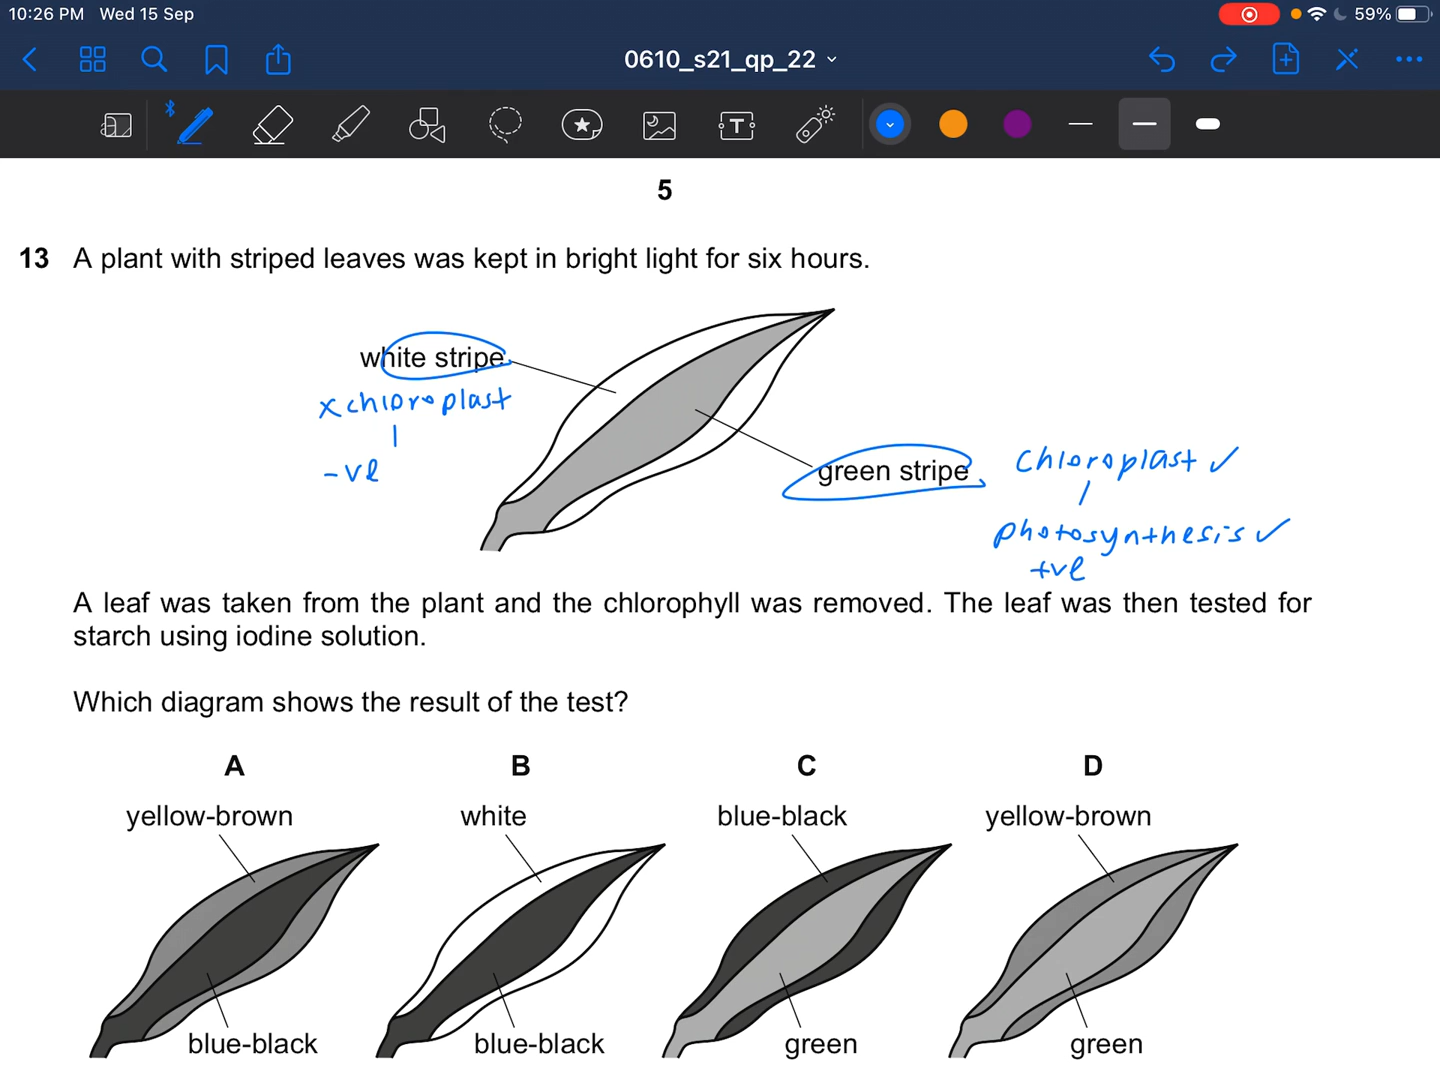 10:26 PM Wed 15 Sep
59%
0610_s21_qp_22
T
5
13 A plant with striped leaves was kept in bright light for six hours.
white stripe
x chloroplast
-ve
green stripe
chloroplast ✓
photosynthesis ✓
+ve
A leaf was taken from the plant and the chlorophyll was removed. The leaf was then tested for
starch using iodine solution.
Which diagram shows the result of the test?
A B C D
yellow-brown white blue-black yellow-brown
blue-black blue-black green green